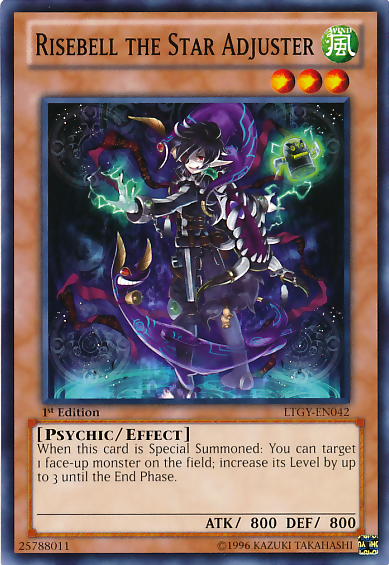 RISEBELL THE STAR ADJUSTER
WIND
風
1st Edition
LTGY-EN042
[PSYCHIC/EFFECT]
When this card is Special Summoned: You can target
1 face-up monster on the field; increase its Level by up
to 3 until the End Phase.
ATK/ 800 DEF/ 800
25788011
©1996 KAZUKI TAKAHASHI